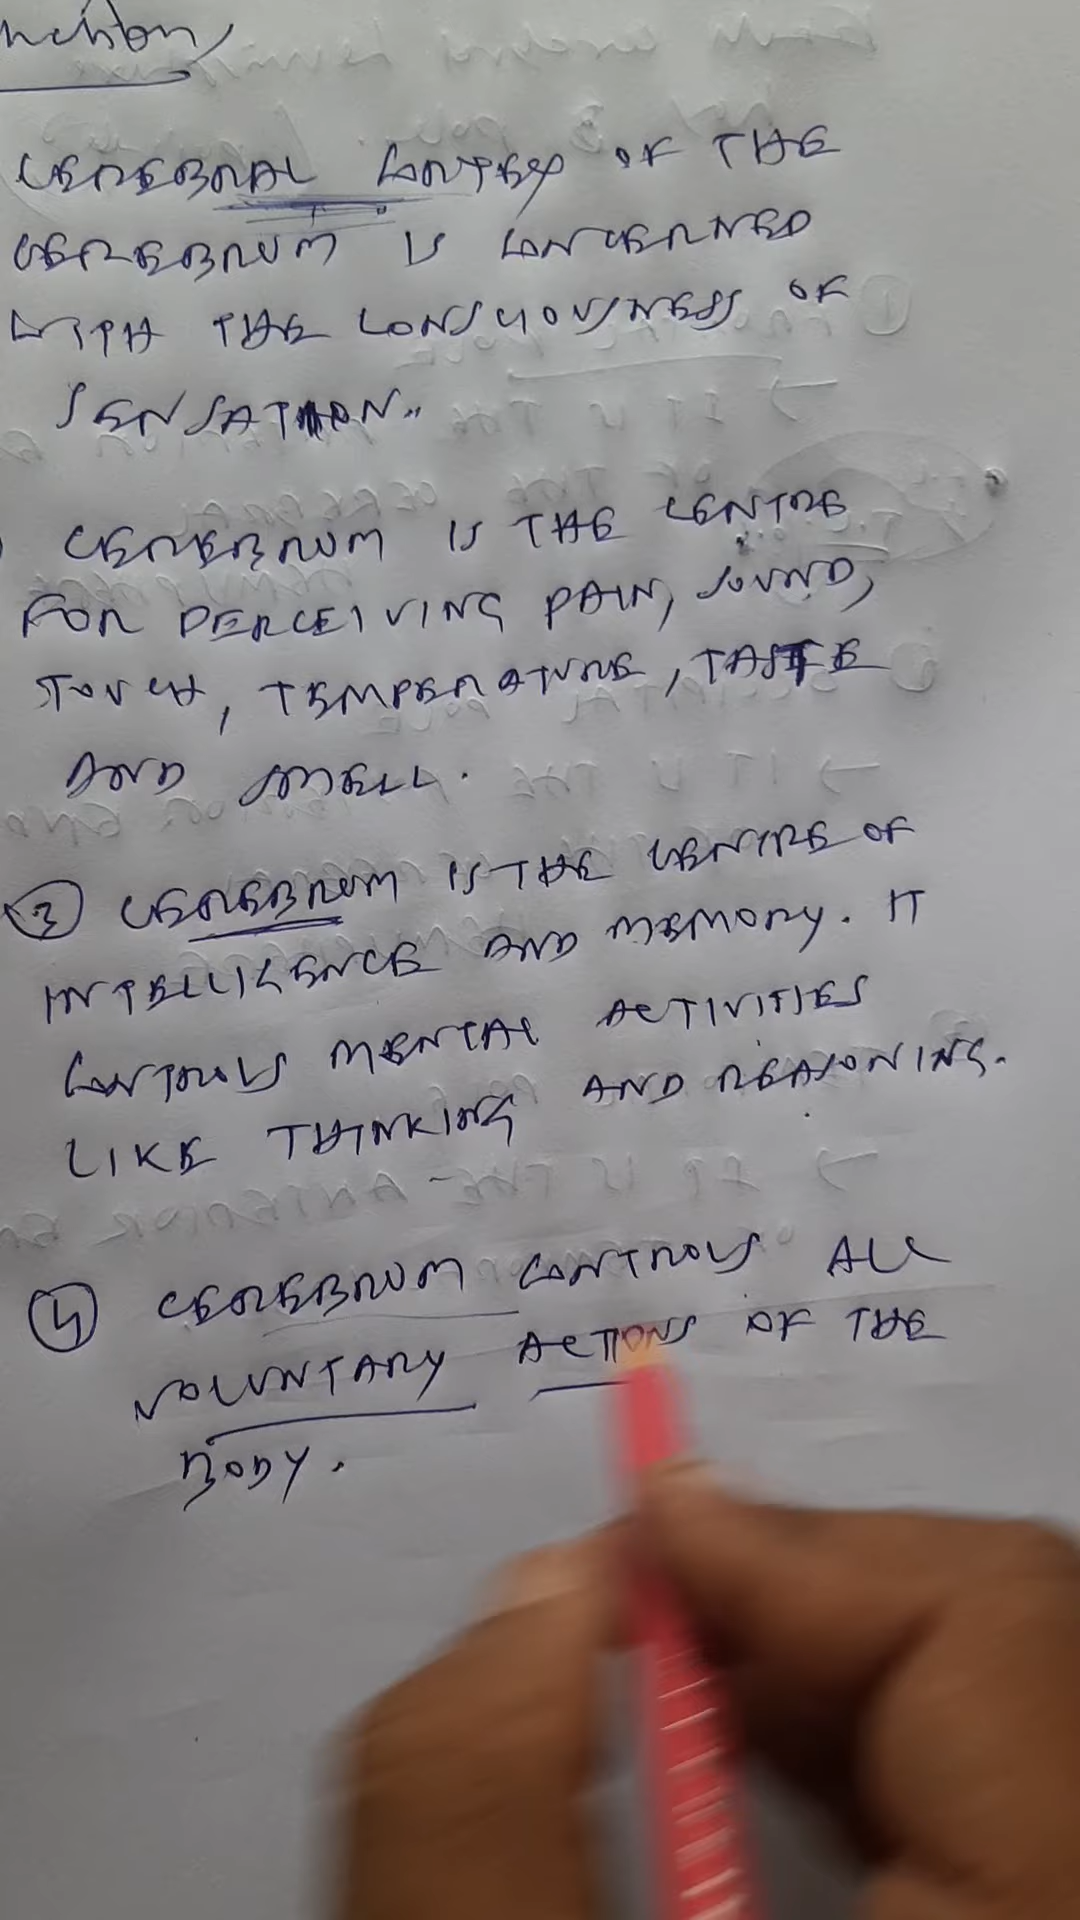 nction
CEREBRAL CORTEX OF THE
CEREBRUM IS CONCERNED
WITH THE CONSCIOUSNESS OF
SENSATION.
CEREBRUM IS THE CENTRE
FOR PERCEIVING PAIN, SOUND,
TOUCH, TEMPERATURE, TASTE
AND SMELL.
③ CEREBRUM IS THE CENTRE OF
INTELLIGENCE AND MEMORY. IT
CONTROLS MENTAL ACTIVITIES
LIKE THINKING AND REASONING.
④ CEREBRUM CONTROLS ALL
VOLUNTARY ACTIONS OF THE
BODY.